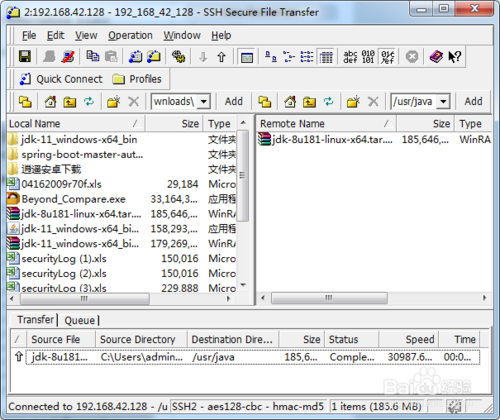 2:192.168.42.128 - 192_168_42_128 - SSH Secure File Transfer
File Edit View Operation Window Help
abc def 010 101
Quick Connect Profiles
wnloads\ Add /usr/java Add
Local Name / Size Type
jdk-11_windows-x64_bin 文件夹
spring-boot-master-aut... 文件夹
逍遥安卓下载 文件夹
04162009r70f.xls 29,184 Micro
Beyond_Compare.exe 33,164,3... 应用程
jdk-8u181-linux-x64.tar.... 185,646,... WinRA
jdk-11_windows-x64_bi... 158,293,... 应用程
jdk-11_windows-x64_bi... 179,269,... WinRA
securityLog (1).xls 150,016 Micro
securityLog (2).xls 150,016 Micro
securityLog (3).xls 229,888 Micro
Remote Name / Size Type
jdk-8u181-linux-x64.tar.... 185,646,... WinRA
Transfer Queue
/ Source File Source Directory Destination Dire... Size Status Speed Time
jdk-8u181... C:\Users\admin... /usr/java 185,6... Comple... 30987.6... 00:0...
Connected to 192.168.42.128 - /u SSH2 - aes128-cbc - hmac-md5 1 items (185.6 MB)